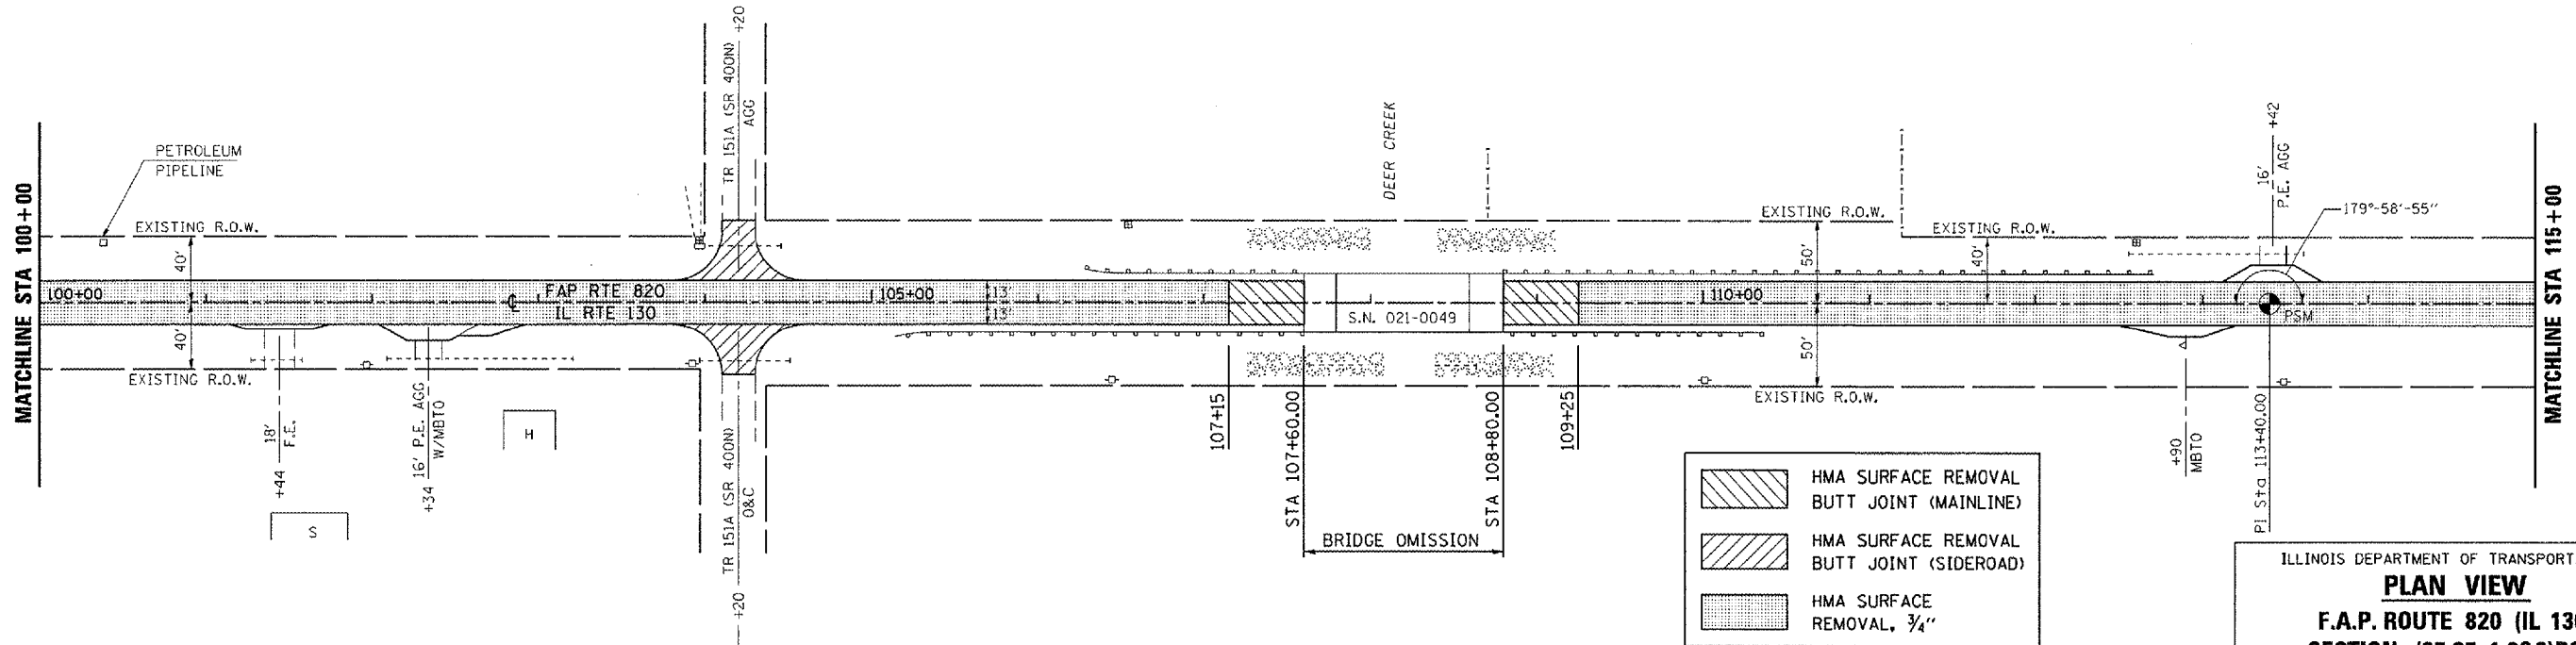 MATCHLINE STA 100+00
PETROLEUM
PIPELINE
EXISTING R.O.W.
40'
40'
EXISTING R.O.W.
100+00
℄
FAP RTE 820
IL RTE 130
18'
F.E.
+44
S
16' P.E. AGG
W/MBTO
+34
H
+20
TR 151A (SR 400N)
AGG
TR 151A (SR 400N)
O&C
+20
105+00
13'
13'
DEER CREEK
S.N. 021-0049
107+15
STA 107+60.00
STA 108+80.00
109+25
BRIDGE OMISSION
110+00
EXISTING R.O.W.
50'
50'
EXISTING R.O.W.
EXISTING R.O.W.
40'
+42
16'
P.E. AGG
179°-58'-55"
PSM
+90
MBTO
PI Sta 113+40.00
MATCHLINE STA 115+00
HMA SURFACE REMOVAL
BUTT JOINT (MAINLINE)
HMA SURFACE REMOVAL
BUTT JOINT (SIDEROAD)
HMA SURFACE
REMOVAL, 3/4"
ILLINOIS DEPARTMENT OF TRANSPORT
PLAN VIEW
F.A.P. ROUTE 820 (IL 13